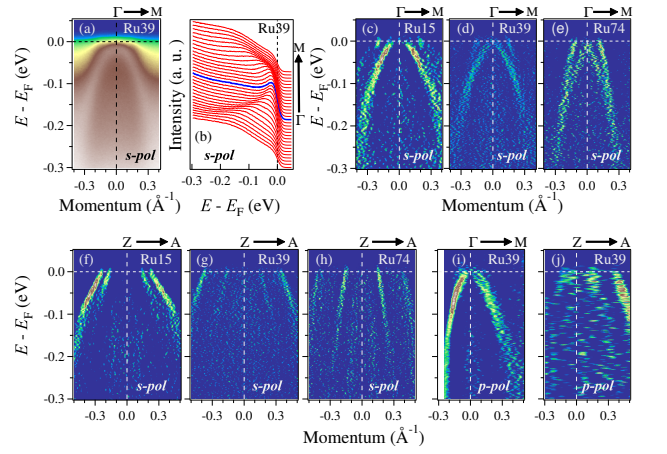 Γ → M
Γ → M
Γ → M
Γ → M
(a) Ru39
Ru39
(c) Ru15
(d) Ru39
(e) Ru74
M
Γ
(b)
s-pol
s-pol
s-pol
s-pol
s-pol
E - E_F (eV)
0.0
-0.1
-0.2
-0.3
Intensity (a. u.)
E - E_F (eV)
0.0
-0.1
-0.2
-0.3
-0.3 0.0 0.3
-0.3 -0.2 -0.1 0.0
-0.3 0.0 0.3
-0.3 0.0 0.3
-0.3 0.0 0.3
Momentum (Å⁻¹)
E - E_F (eV)
Momentum (Å⁻¹)
Z → A
Z → A
Z → A
Γ → M
Z → A
(f) Ru15
(g) Ru39
(h) Ru74
(i) Ru39
(j) Ru39
E - E_F (eV)
0.0
-0.1
-0.2
-0.3
s-pol
s-pol
s-pol
p-pol
p-pol
-0.3 0.0 0.3
-0.3 0.0 0.3
-0.3 0.0 0.3
0.0 0.3
-0.3 0.0 0.3
Momentum (Å⁻¹)